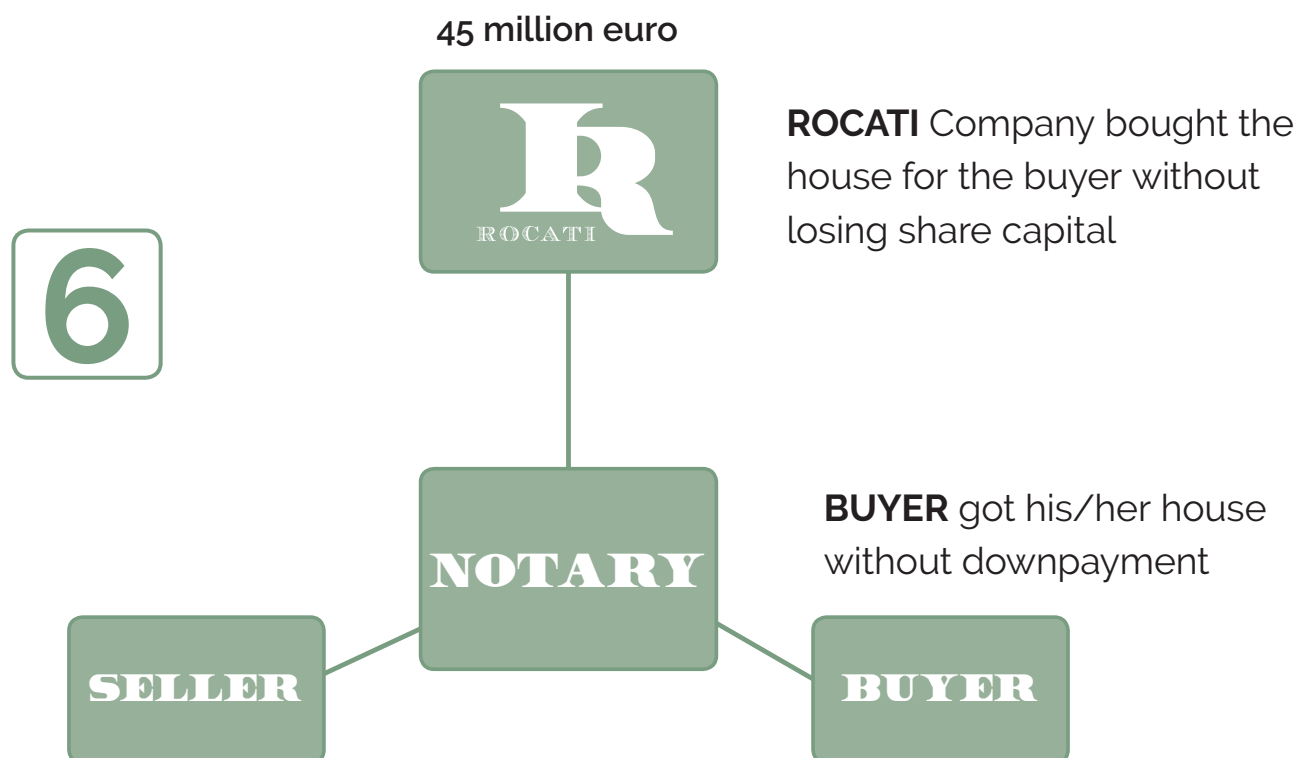 45 million euro
R
ROCATI
ROCATI Company bought the
house for the buyer without
losing share capital
6
NOTARY
BUYER got his/her house
without downpayment
SELLER
BUYER